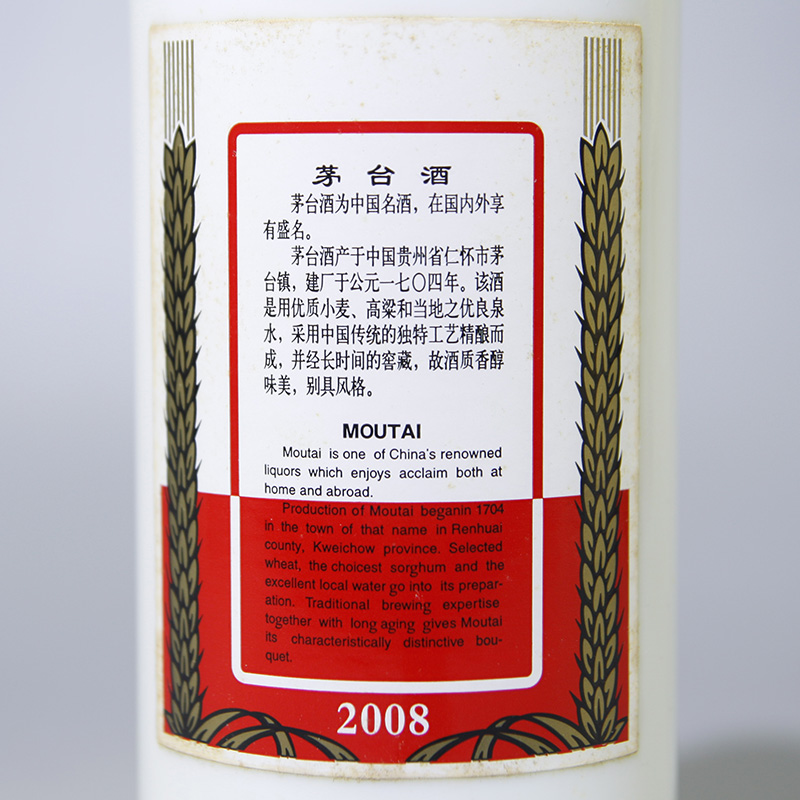 茅台酒
茅台酒为中国名酒，在国内外享
有盛名。
茅台酒产于中国贵州省仁怀市茅
台镇，建厂于公元一七〇四年。该酒
是用优质小麦、高粱和当地之优良泉
水，采用中国传统的独特工艺精酿而
成，并经长时间的窖藏，故酒质香醇
味美，别具风格。
MOUTAI
Moutai is one of China's renowned
liquors which enjoys acclaim both at
home and abroad.
Production of Moutai beganin 1704
in the town of that name in Renhuai
county, Kweichow province. Selected
wheat, the choicest sorghum and the
excellent local water go into its prepar-
ation. Traditional brewing expertise
together with long aging gives Moutai
its characteristically distinctive bou-
quet.
2008